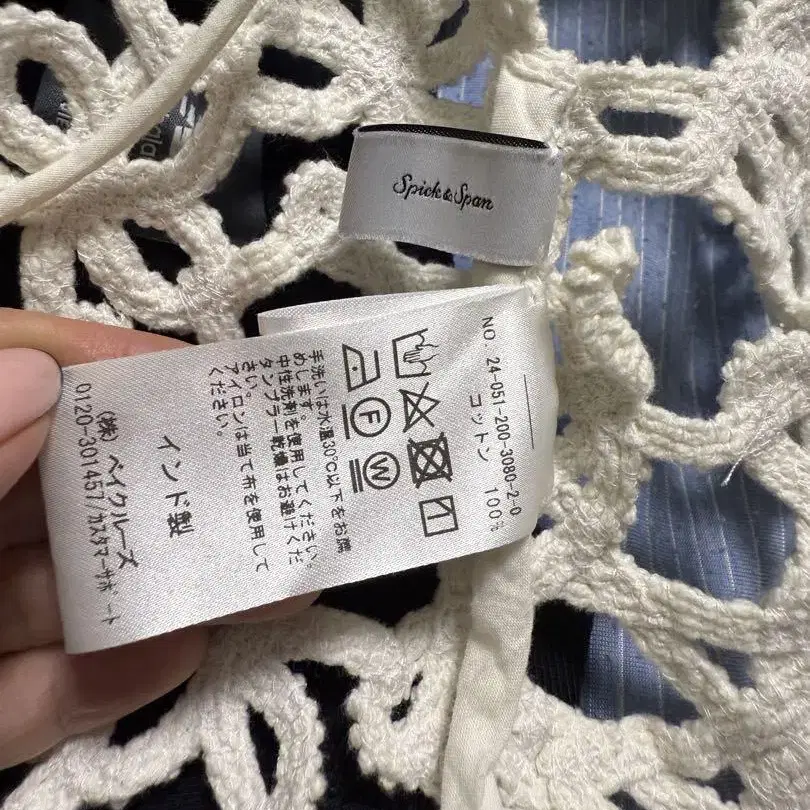 Spick & Span
NO. 24-051-200-3080-2-0
コットン 100%
F
W
手洗いは水温30℃以下をお薦
めします。
中性洗剤を使用してください。
タンブラー乾燥はお避けくだ
さい。
アイロンは当て布を使用して
ください。
インド製
(株) ベイクルーズ
0120-301457/カスタマーサポート